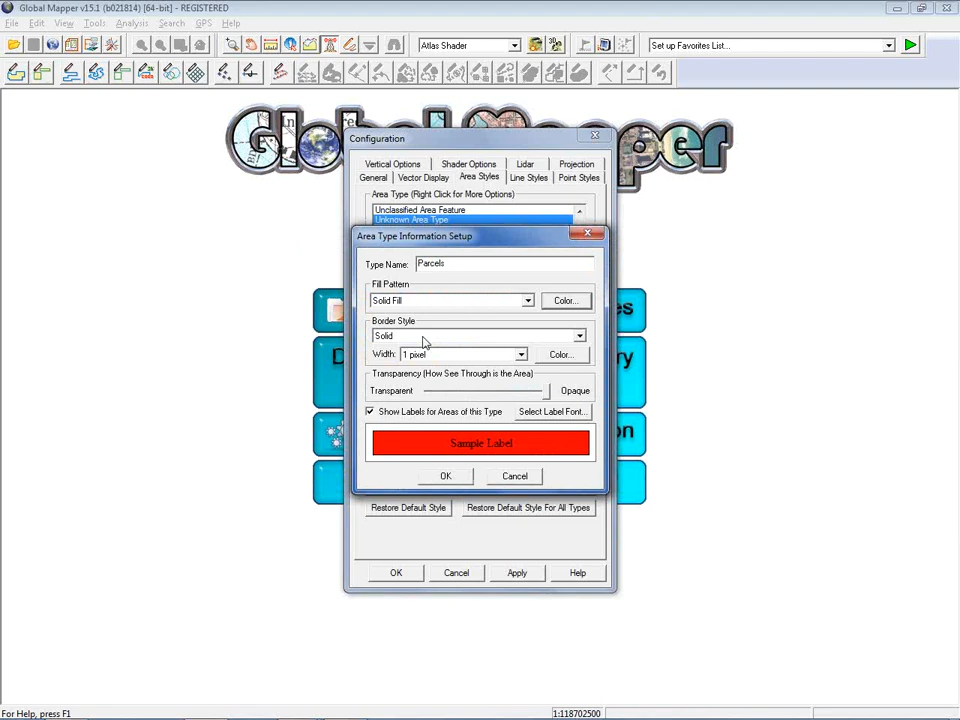 Global Mapper v15.1 (b021814) [64-bit] - REGISTERED
File Edit View Tools Analysis Search GPS Help
Atlas Shader
Set up Favorites List...
Global Mapper
Configuration
Vertical Options Shader Options Lidar Projection
General Vector Display Area Styles Line Styles Point Styles
Area Type (Right Click for More Options)
Unclassified Area Feature
Unknown Area Type
Area Type Information Setup
Type Name: Parcels
Fill Pattern
Solid Fill Color...
Border Style
Solid
Width: 1 pixel Color...
Transparency (How See Through is the Area)
Transparent Opaque
Show Labels for Areas of this Type Select Label Font...
Sample Label
OK Cancel
Restore Default Style Restore Default Style For All Types
OK Cancel Apply Help
For Help, press F1 1:118702500